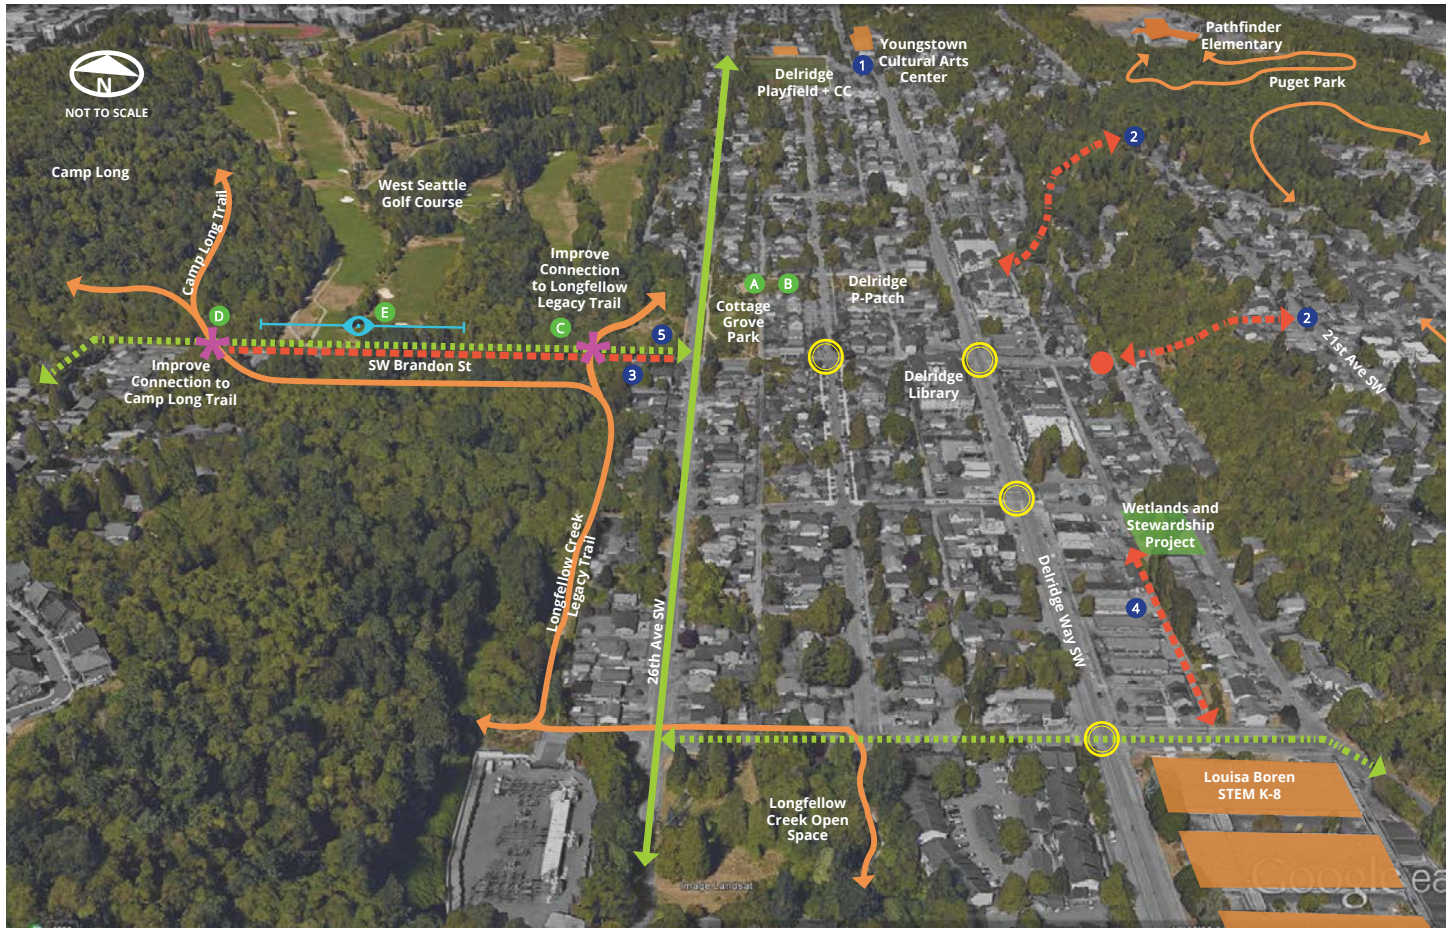 N
NOT TO SCALE
Camp Long
Camp Long Trail
West Seattle
Golf Course
Improve
Connection
to Longfellow
Legacy Trail
D
E
C
5
3
SW Brandon St
Improve
Connection to
Camp Long Trail
Delridge
Playfield + CC
1
Youngstown
Cultural Arts
Center
Pathfinder
Elementary
Puget Park
2
A
B
Cottage
Grove
Park
Delridge
P-Patch
Delridge
Library
2
21st Ave SW
Wetlands and
Stewardship
Project
4
Delridge Way SW
Longfellow Creek
Legacy Trail
26th Ave SW
Longfellow
Creek Open
Space
Louisa Boren
STEM K-8
Image Landsat
Google ea